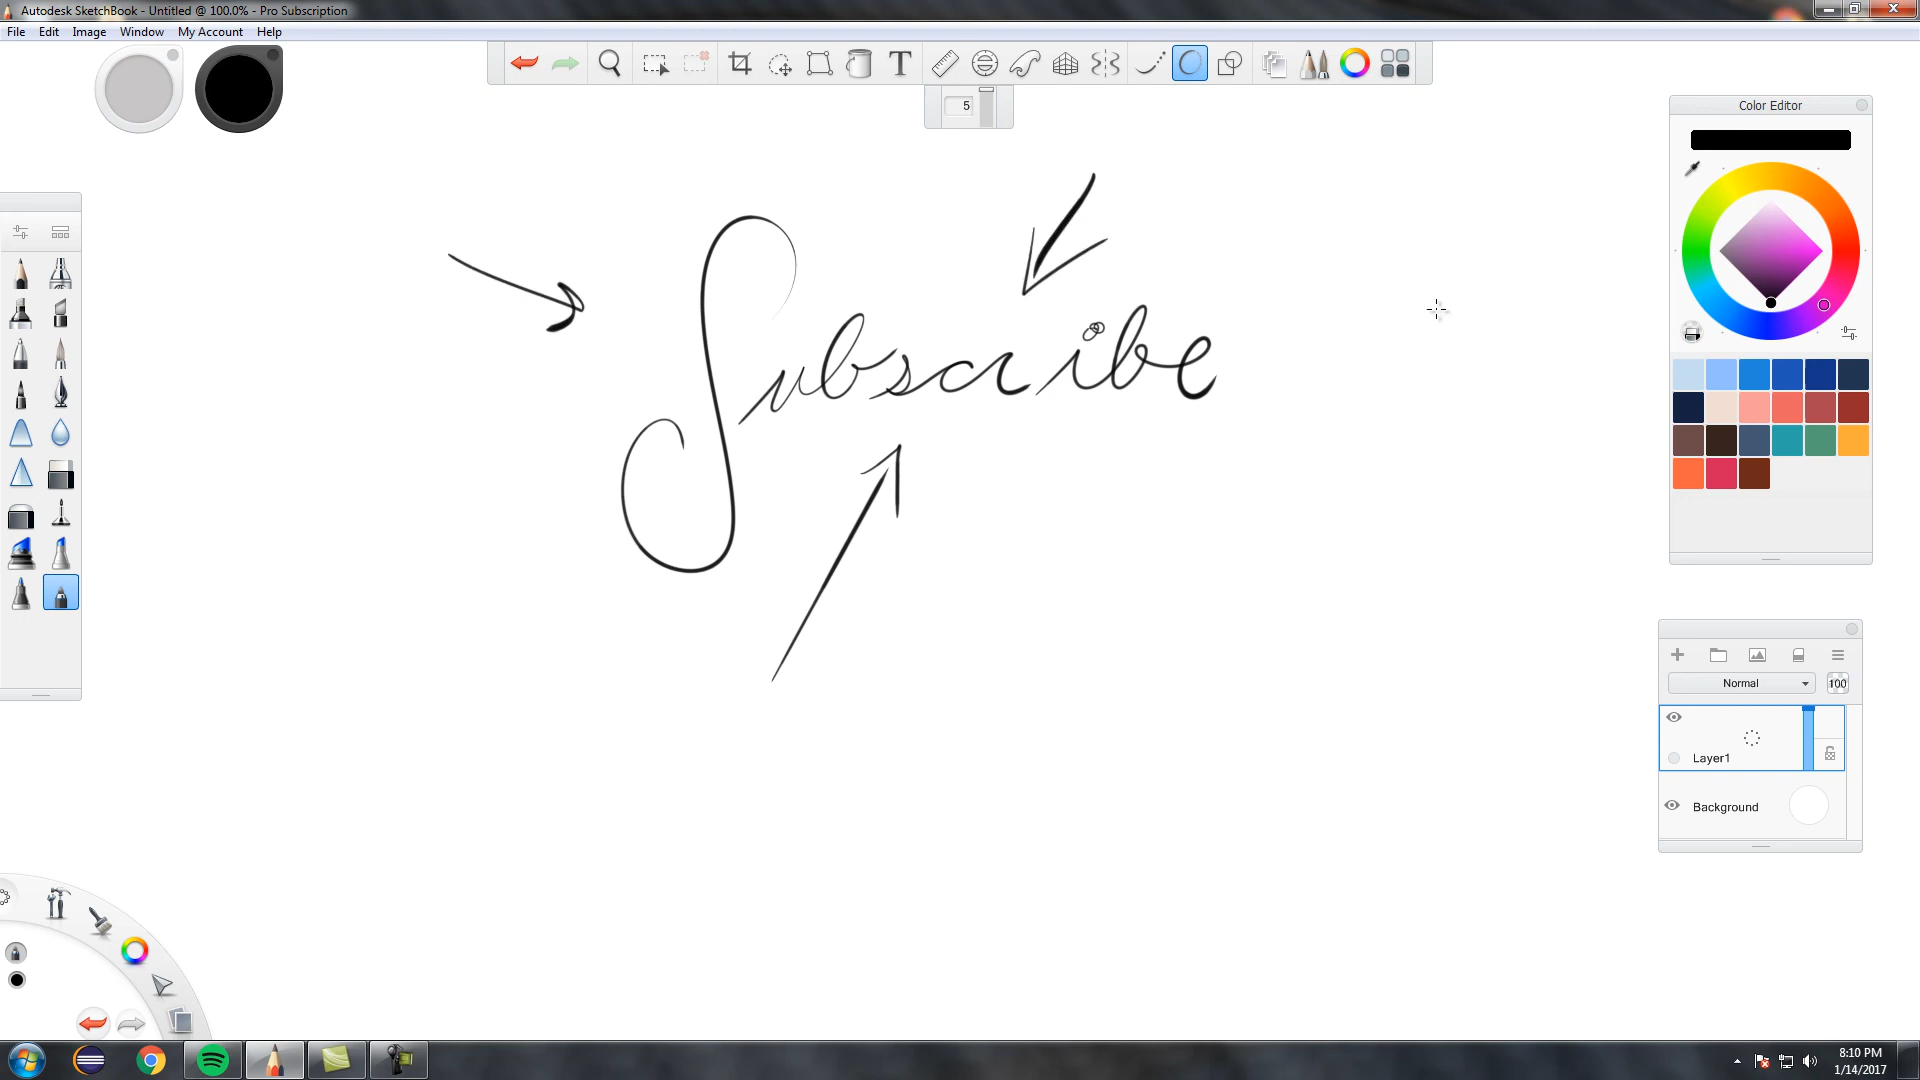 Autodesk SketchBook - Untitled @ 100.0% - Pro Subscription
File Edit Image Window My Account Help
T
5
Color Editor
Subscribe
Normal 100
Layer1
Background
8:10 PM
1/14/2017